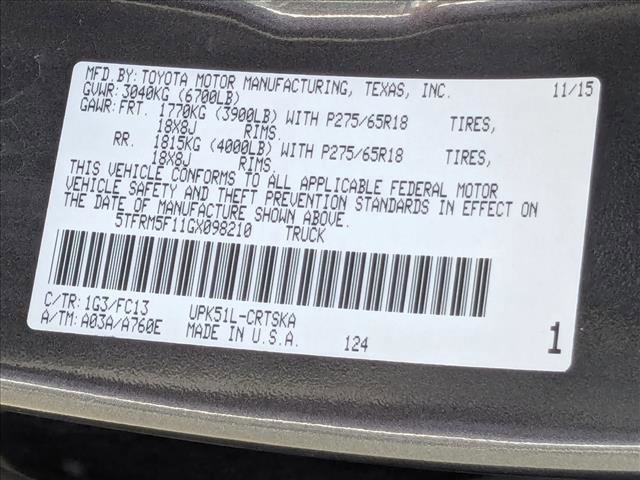 MFD.BY: TOYOTA MOTOR MANUFACTURING, TEXAS, INC. 11/15
GVWR: 3040KG (6700LB)
GAWR: FRT. 1770KG (3900LB) WITH P275/65R18 TIRES,
18X8J RIMS.
RR. 1815KG (4000LB) WITH P275/65R18 TIRES,
18X8J RIMS.
THIS VEHICLE CONFORMS TO ALL APPLICABLE FEDERAL MOTOR
VEHICLE SAFETY AND THEFT PREVENTION STANDARDS IN EFFECT ON
THE DATE OF MANUFACTURE SHOWN ABOVE.
5TFRM5F11GX098210 TRUCK
C/TR: 1G3/FC13 UPK51L-CRTSKA
A/TM: A03A/A760E MADE IN U.S.A. 124 1